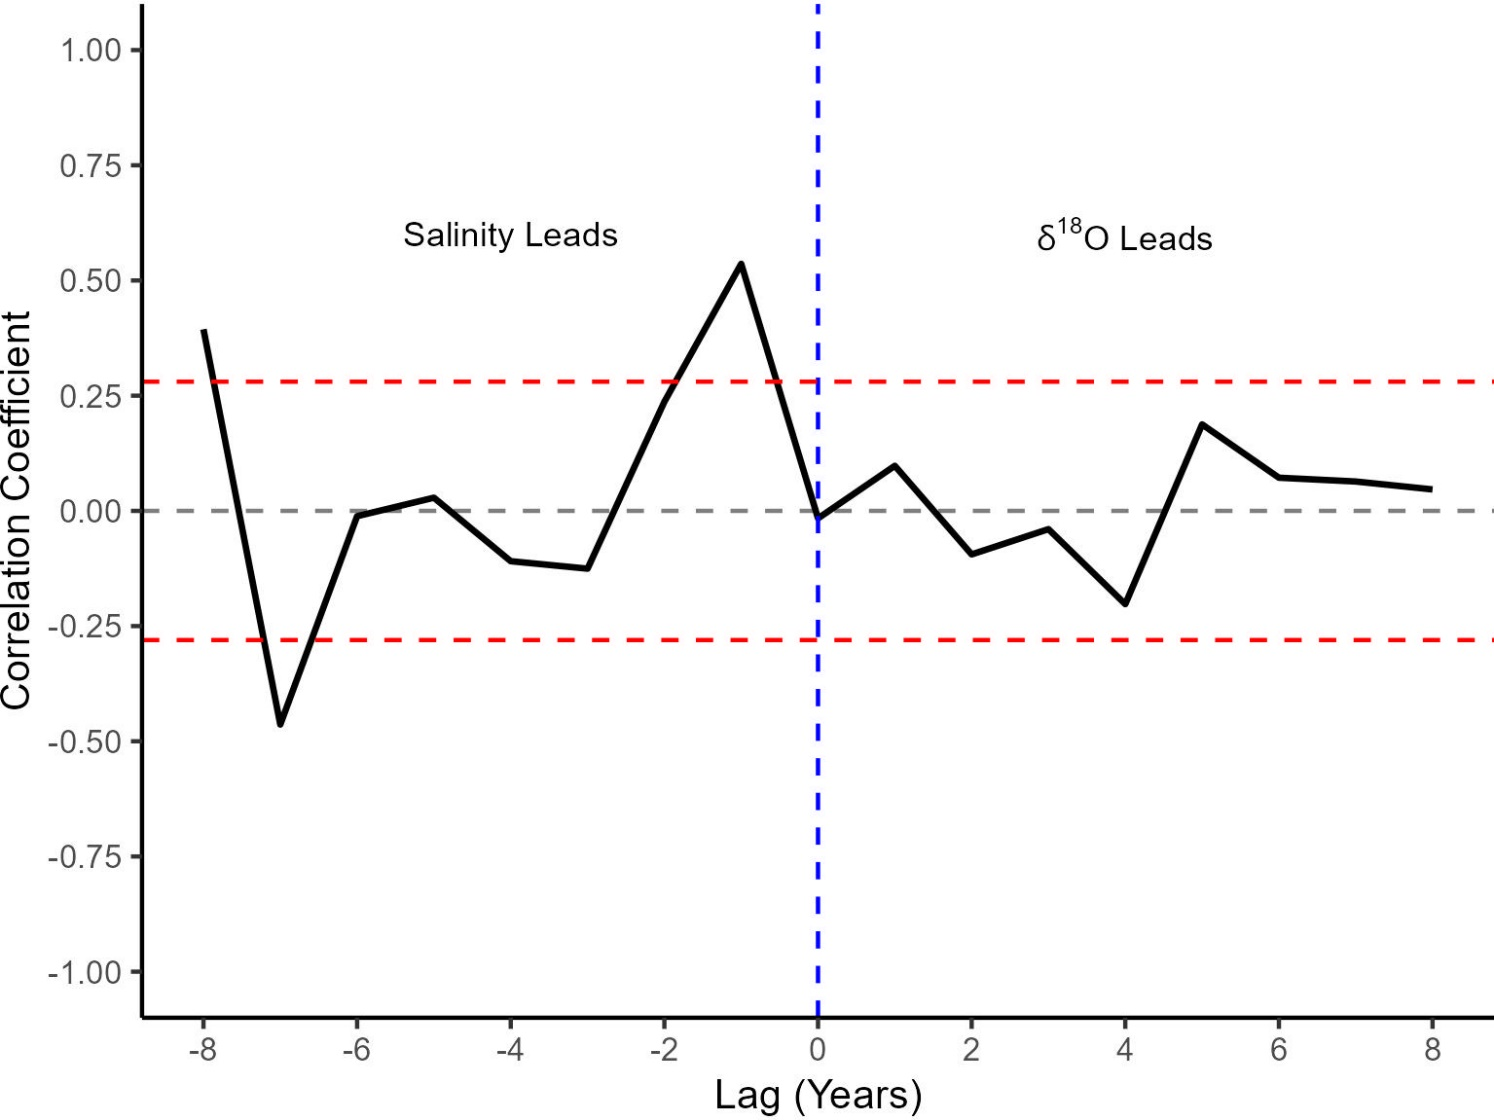 1.00
0.75
Salinity Leads
δ¹⁸O Leads
0.50
0.25
0.00
-0.25
-0.50
-0.75
-1.00
Correlation Coefficient
-8 -6 -4 -2 0 2 4 6 8
Lag (Years)